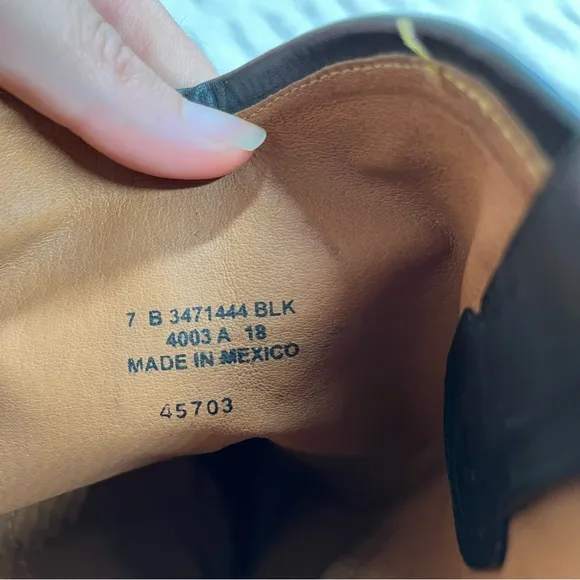 7 B 3471444 BLK
4003 A 18
MADE IN MEXICO
45703